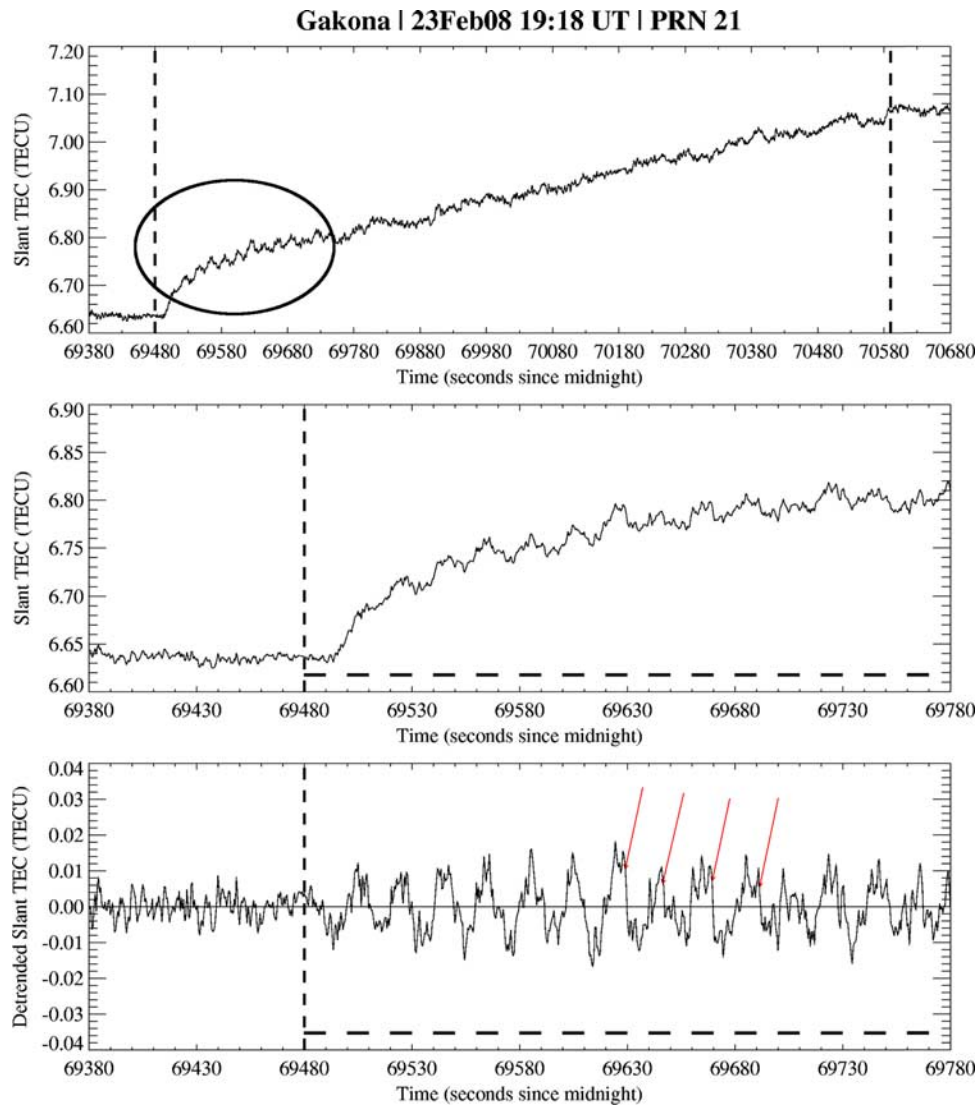 Gakona | 23Feb08 19:18 UT | PRN 21
7.20
7.10
7.00
6.90
6.80
6.70
6.60
Slant TEC (TECU)
69380 69480 69580 69680 69780 69880 69980 70080 70180 70280 70380 70480 70580 70680
Time (seconds since midnight)
6.90
6.85
6.80
6.75
6.70
6.65
6.60
Slant TEC (TECU)
69380 69430 69480 69530 69580 69630 69680 69730 69780
Time (seconds since midnight)
0.04
0.03
0.02
0.01
0.00
-0.01
-0.02
-0.03
-0.04
Detrended Slant TEC (TECU)
69380 69430 69480 69530 69580 69630 69680 69730 69780
Time (seconds since midnight)